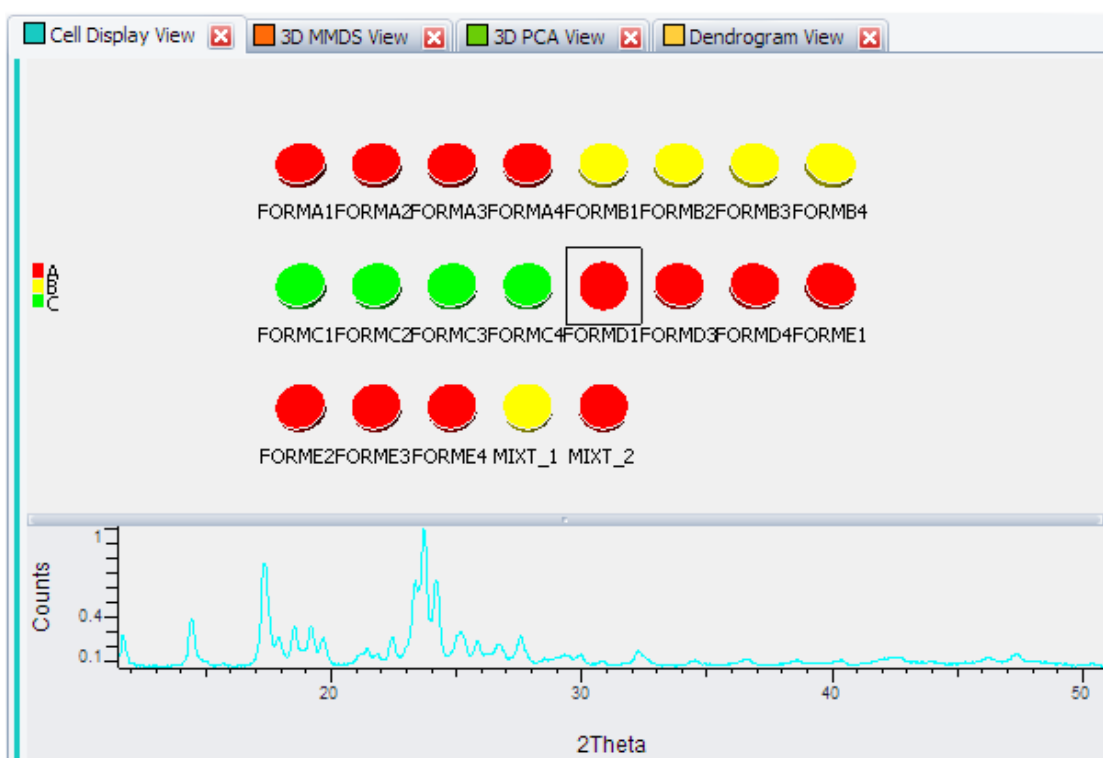 Cell Display View 3D MMDS View 3D PCA View Dendrogram View
FORMA1FORMA2FORMA3FORMA4FORMB1FORMB2FORMB3FORMB4
A
B
C
FORMC1FORMC2FORMC3FORMC4FORMD1FORMD3FORMD4FORME1
FORME2FORME3FORME4 MIXT_1 MIXT_2
Counts
1
0.4
0.1
20 30 40 50
2Theta